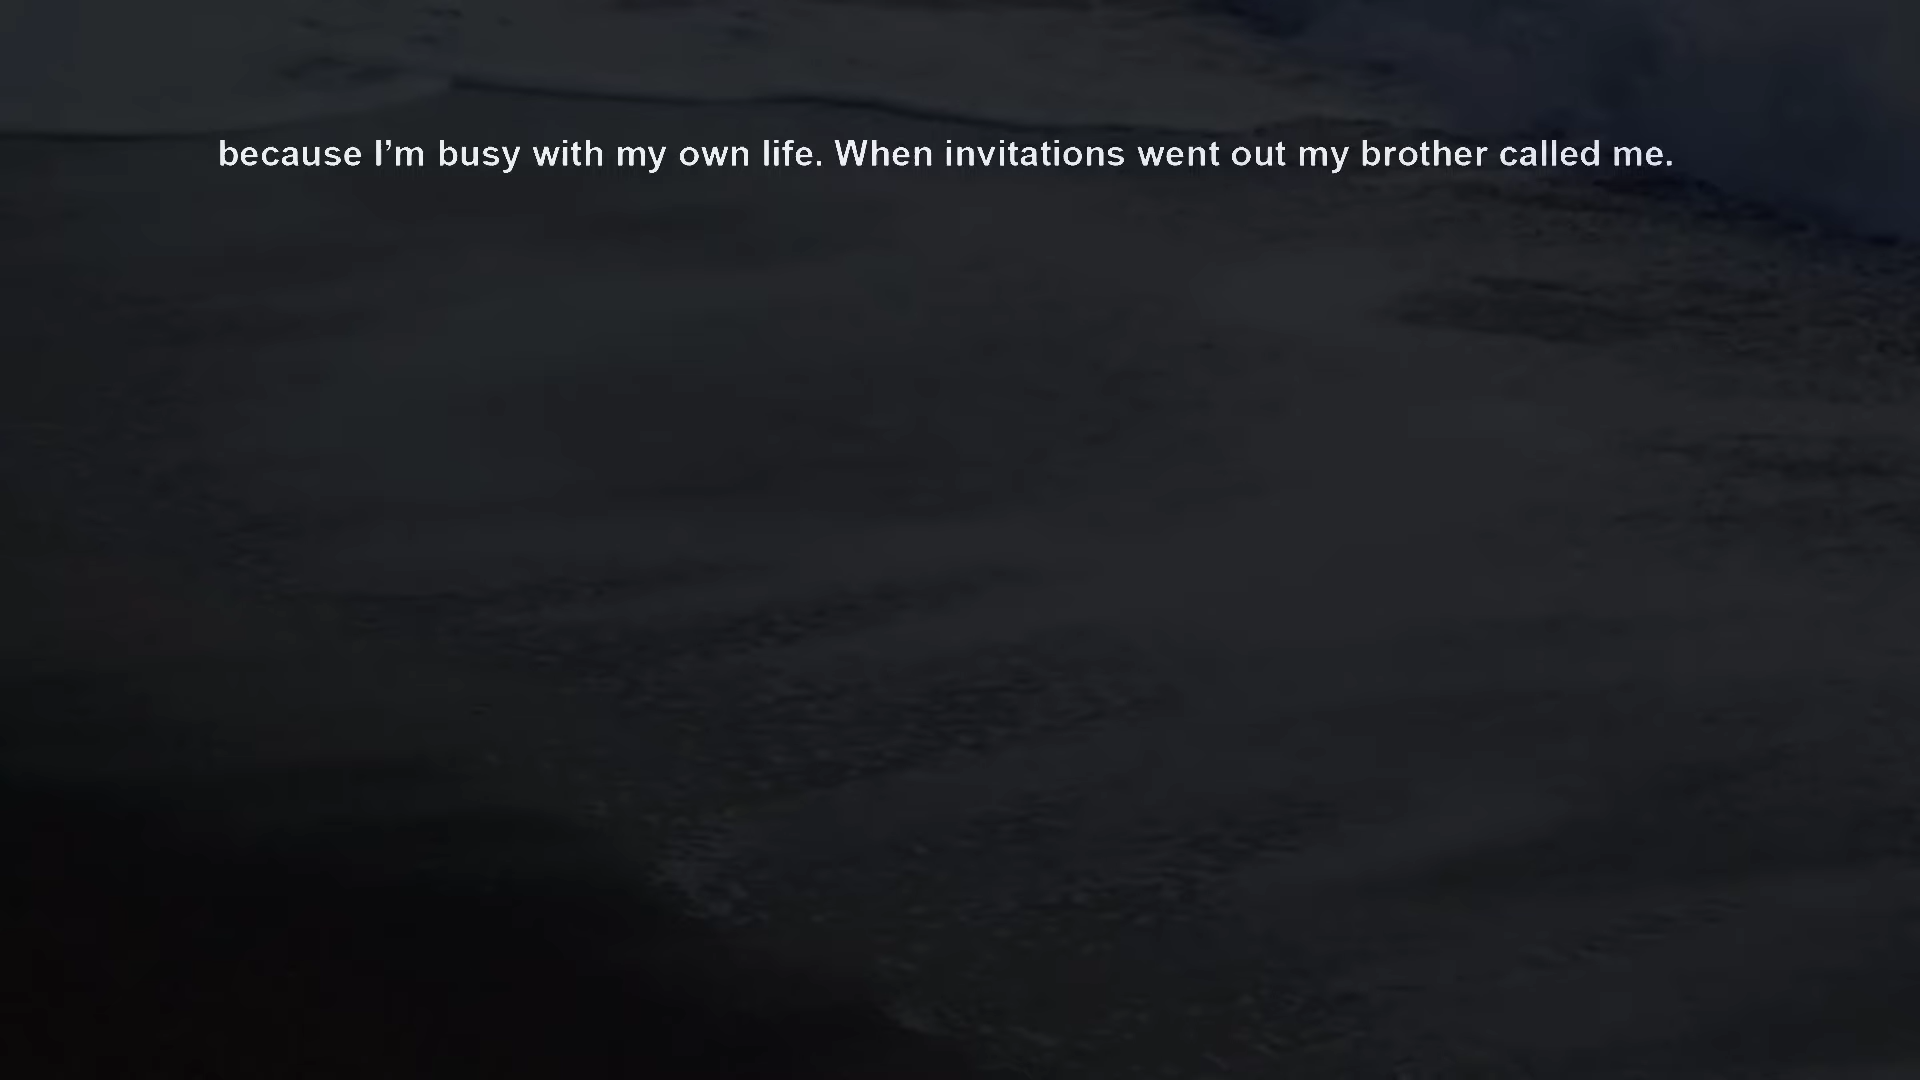 because I’m busy with my own life. When invitations went out my brother called me.